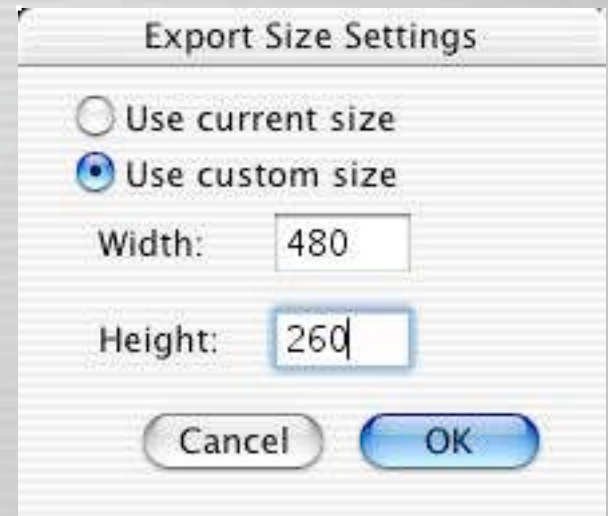 Export Size Settings
Use current size
Use custom size
Width: 480
Height: 260
Cancel OK